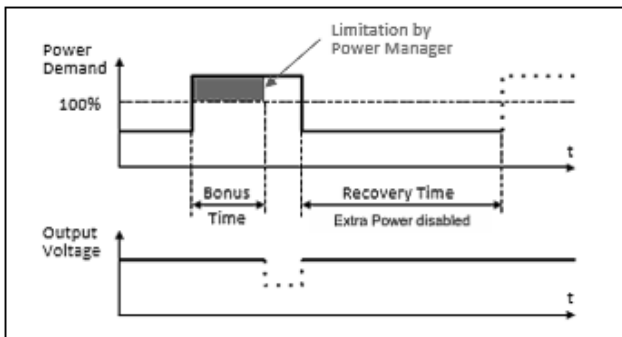 Limitation by
Power Manager
Power
Demand
100%
t
Bonus
Time
Recovery Time
Extra Power disabled
Output
Voltage
t